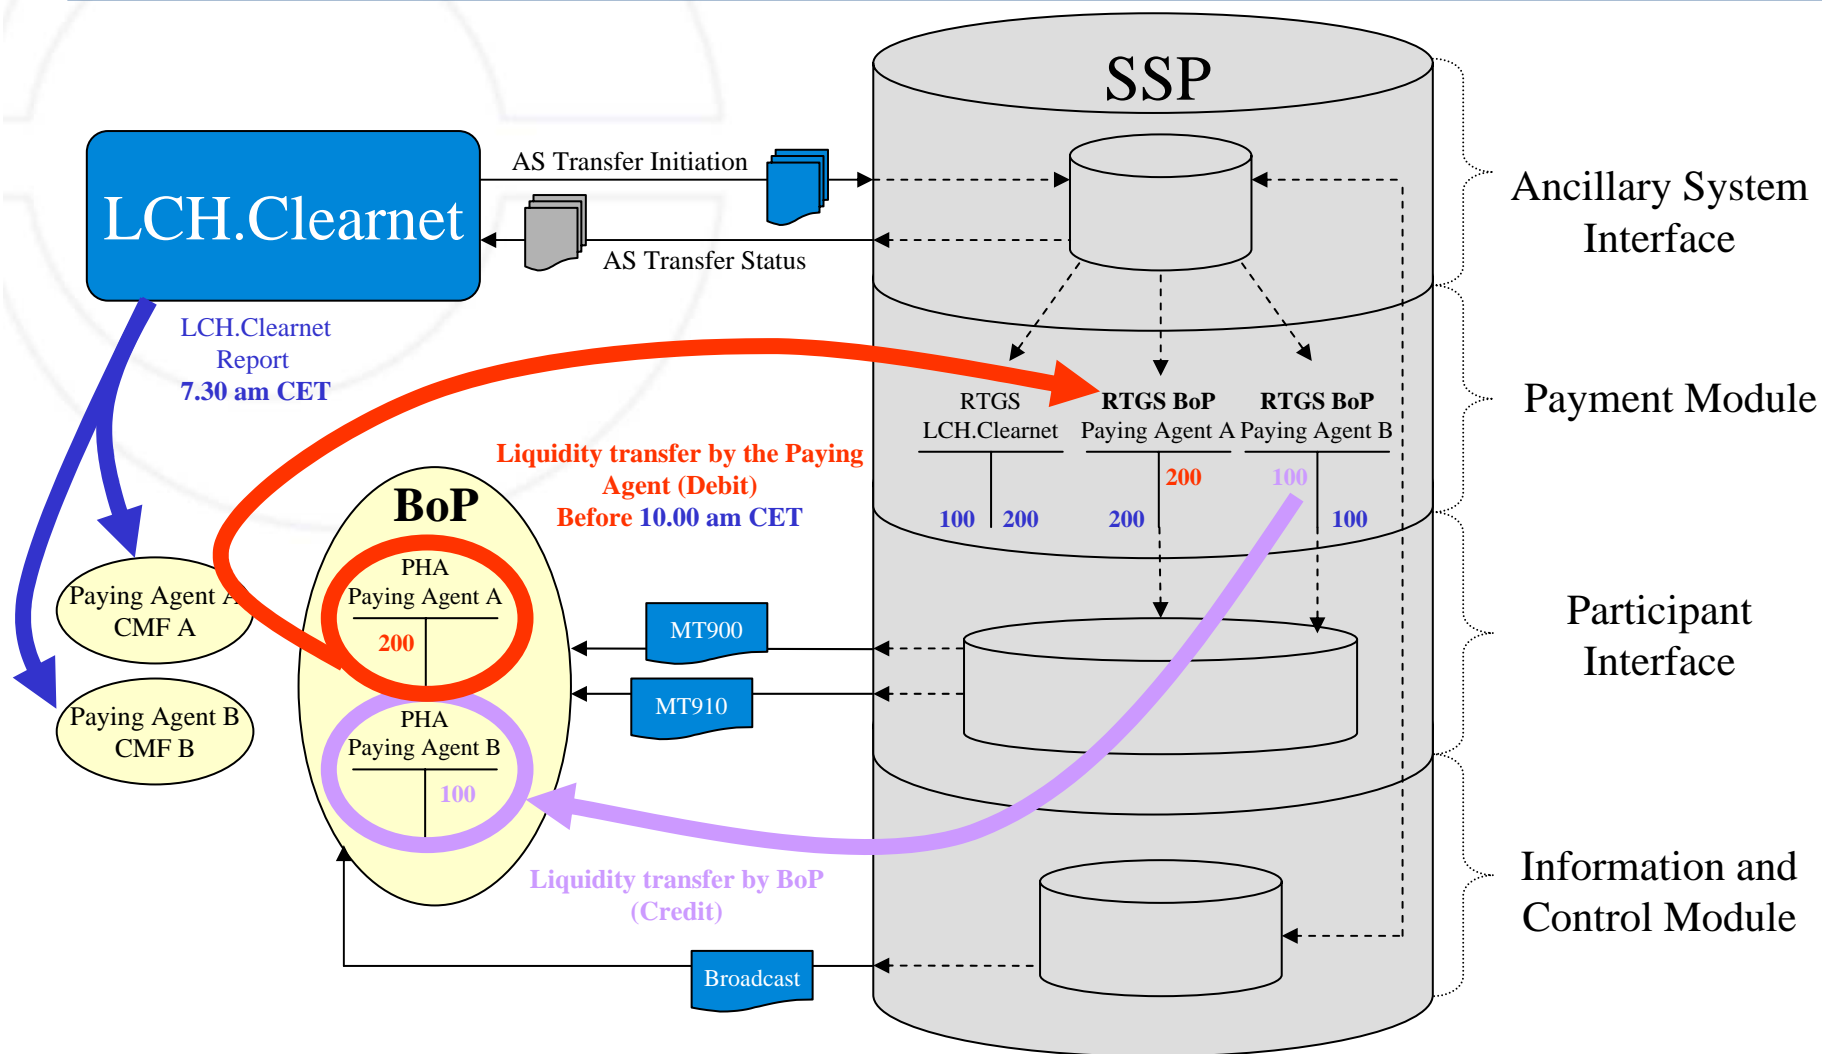 SSP
LCH.Clearnet
AS Transfer Initiation
AS Transfer Status
Ancillary System
Interface
LCH.Clearnet
Report
7.30 am CET
Payment Module
RTGS
LCH.Clearnet
100 200
RTGS BoP
Paying Agent A
200
200
RTGS BoP
Paying Agent B
100
100
Liquidity transfer by the Paying
Agent (Debit)
Before 10.00 am CET
BoP
PHA
Paying Agent A
200
PHA
Paying Agent B
100
Paying Agent A
CMF A
Paying Agent B
CMF B
MT900
MT910
Participant
Interface
Liquidity transfer by BoP
(Credit)
Broadcast
Information and
Control Module